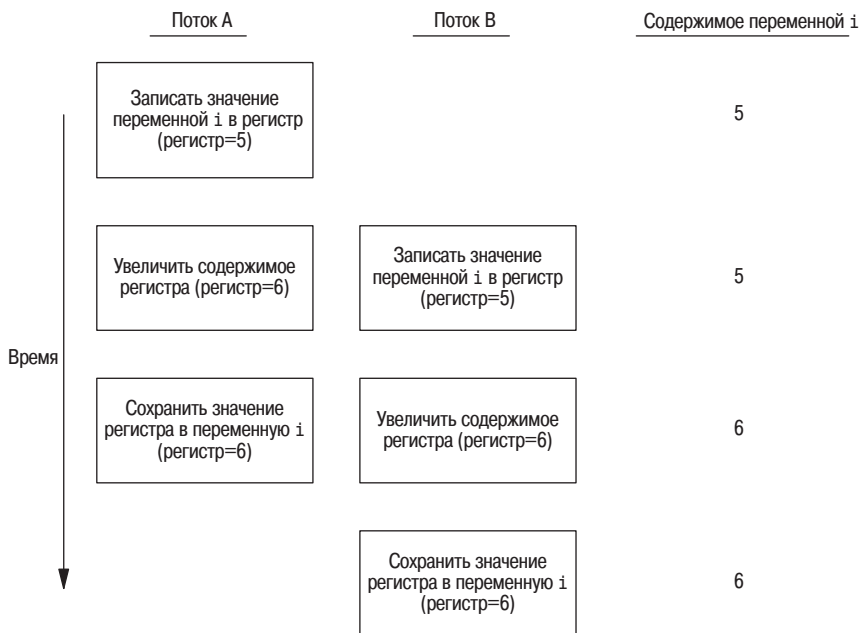 Поток А
Поток В
Содержимое переменной i
Записать значение
переменной i в регистр
(регистр=5)
5
Увеличить содержимое
регистра (регистр=6)
Записать значение
переменной i в регистр
(регистр=5)
5
Время
Сохранить значение
регистра в переменную i
(регистр=6)
Увеличить содержимое
регистра (регистр=6)
6
Сохранить значение
регистра в переменную i
(регистр=6)
6